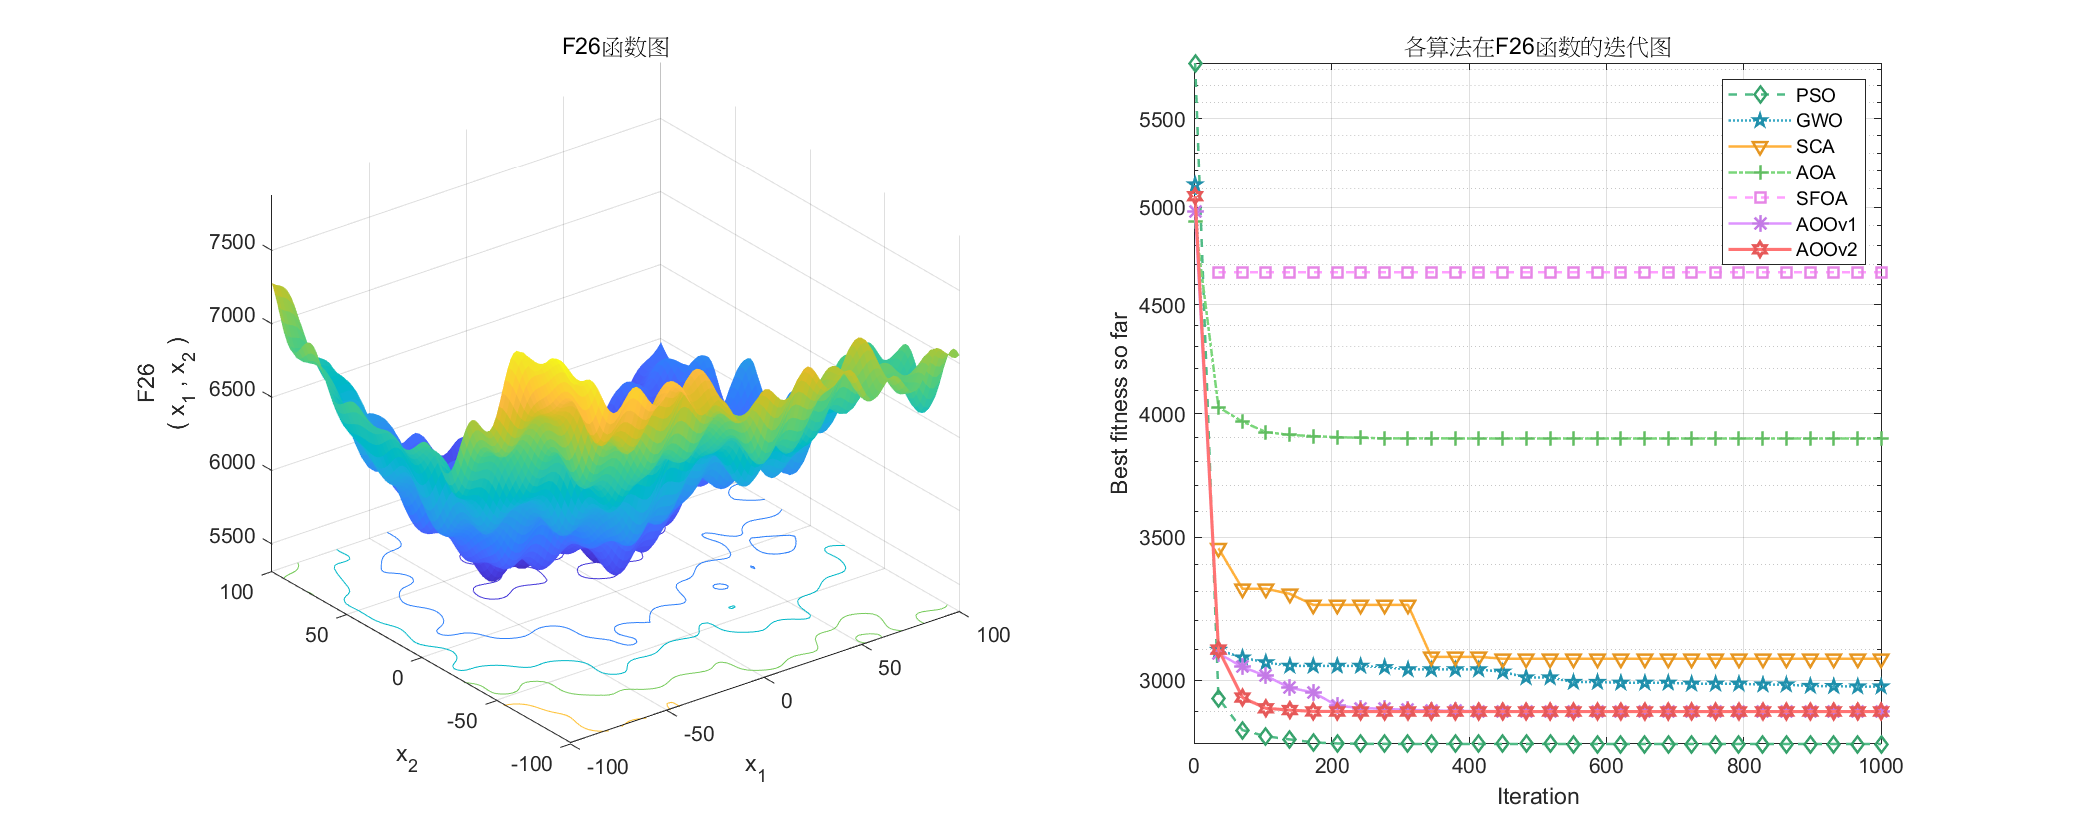 F26函数图
F26
( x1 , x2 )
7500
7000
6500
6000
5500
100
50
0
-50
-100
x2
-100
-50
0
50
100
x1
各算法在F26函数的迭代图
Best fitness so far
5500
5000
4500
4000
3500
3000
0
200
400
600
800
1000
Iteration
PSO
GWO
SCA
AOA
SFOA
AOOv1
AOOv2